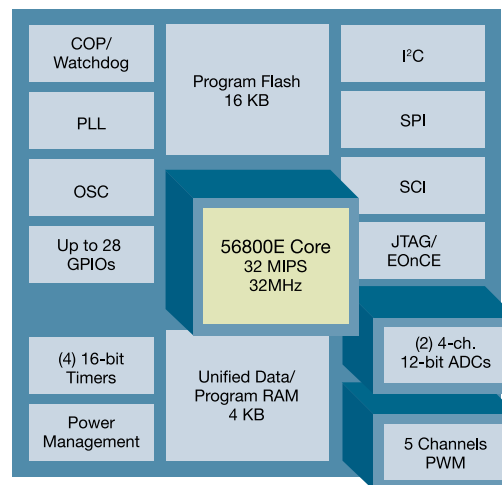 COP/
Watchdog
PLL
OSC
Up to 28
GPIOs
(4) 16-bit
Timers
Power
Management
Program Flash
16 KB
56800E Core
32 MIPS
32MHz
Unified Data/
Program RAM
4 KB
I²C
SPI
SCI
JTAG/
EOnCE
(2) 4-ch.
12-bit ADCs
5 Channels
PWM